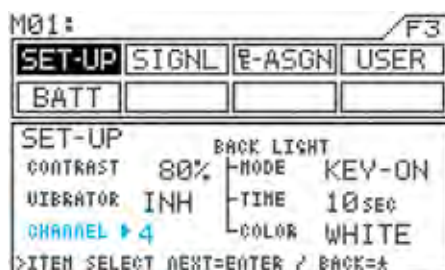 M01: F3
SET-UP SIGNL E-ASGN USER
BATT
SET-UP BACK LIGHT
CONTRAST 80% MODE KEY-ON
VIBRATOR INH TIME 10sec
CHANNEL ▶ 4 COLOR WHITE
>ITEM SELECT NEXT=ENTER / BACK=